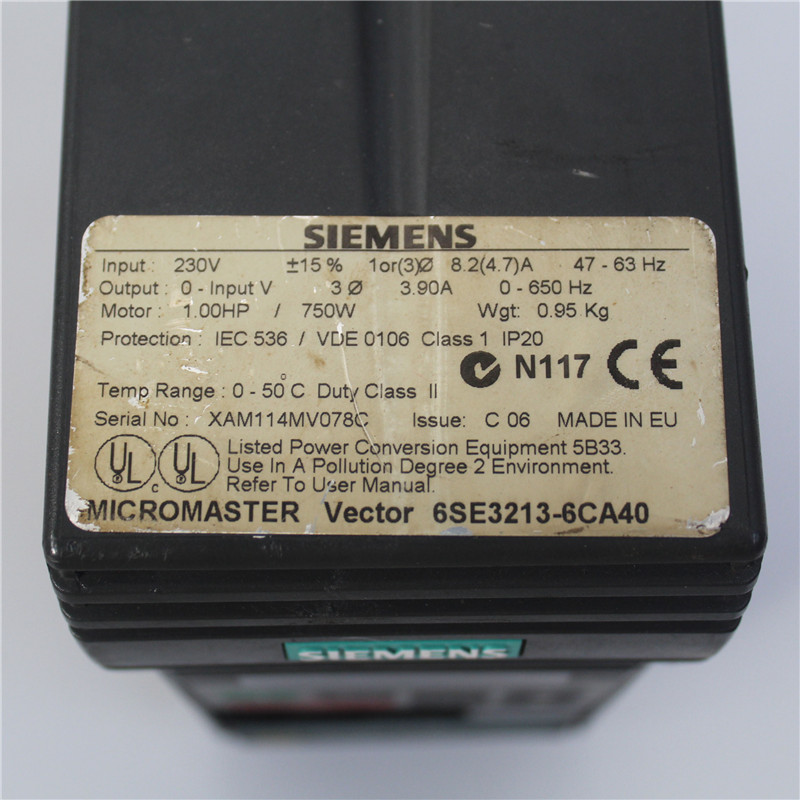 SIEMENS
Input : 230V ±15 % 1or(3)Ø 8.2(4.7)A 47 - 63 Hz
Output : 0 - Input V 3 Ø 3.90A 0 - 650 Hz
Motor : 1.00HP / 750W Wgt: 0.95 Kg
Protection : IEC 536 / VDE 0106 Class 1 IP20
N117 CE
Temp Range : 0 - 50°C Duty Class II
Serial No : XAM114MV078C Issue: C 06 MADE IN EU
UL c UL Listed Power Conversion Equipment 5B33.
Use In A Pollution Degree 2 Environment.
Refer To User Manual.
MICROMASTER Vector 6SE3213-6CA40
SIEMENS